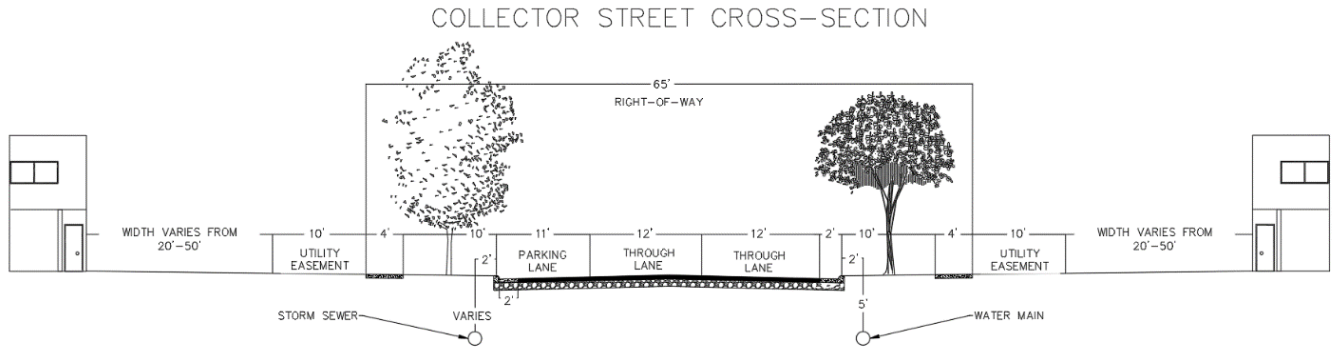 COLLECTOR STREET CROSS-SECTION
65'
RIGHT-OF-WAY
WIDTH VARIES FROM
20'-50'
10'
UTILITY
EASEMENT
4'
10'
2'
11'
PARKING
LANE
12'
THROUGH
LANE
12'
THROUGH
LANE
2'
10'
2'
4'
10'
UTILITY
EASEMENT
WIDTH VARIES FROM
20'-50'
2'
5'
STORM SEWER
VARIES
WATER MAIN